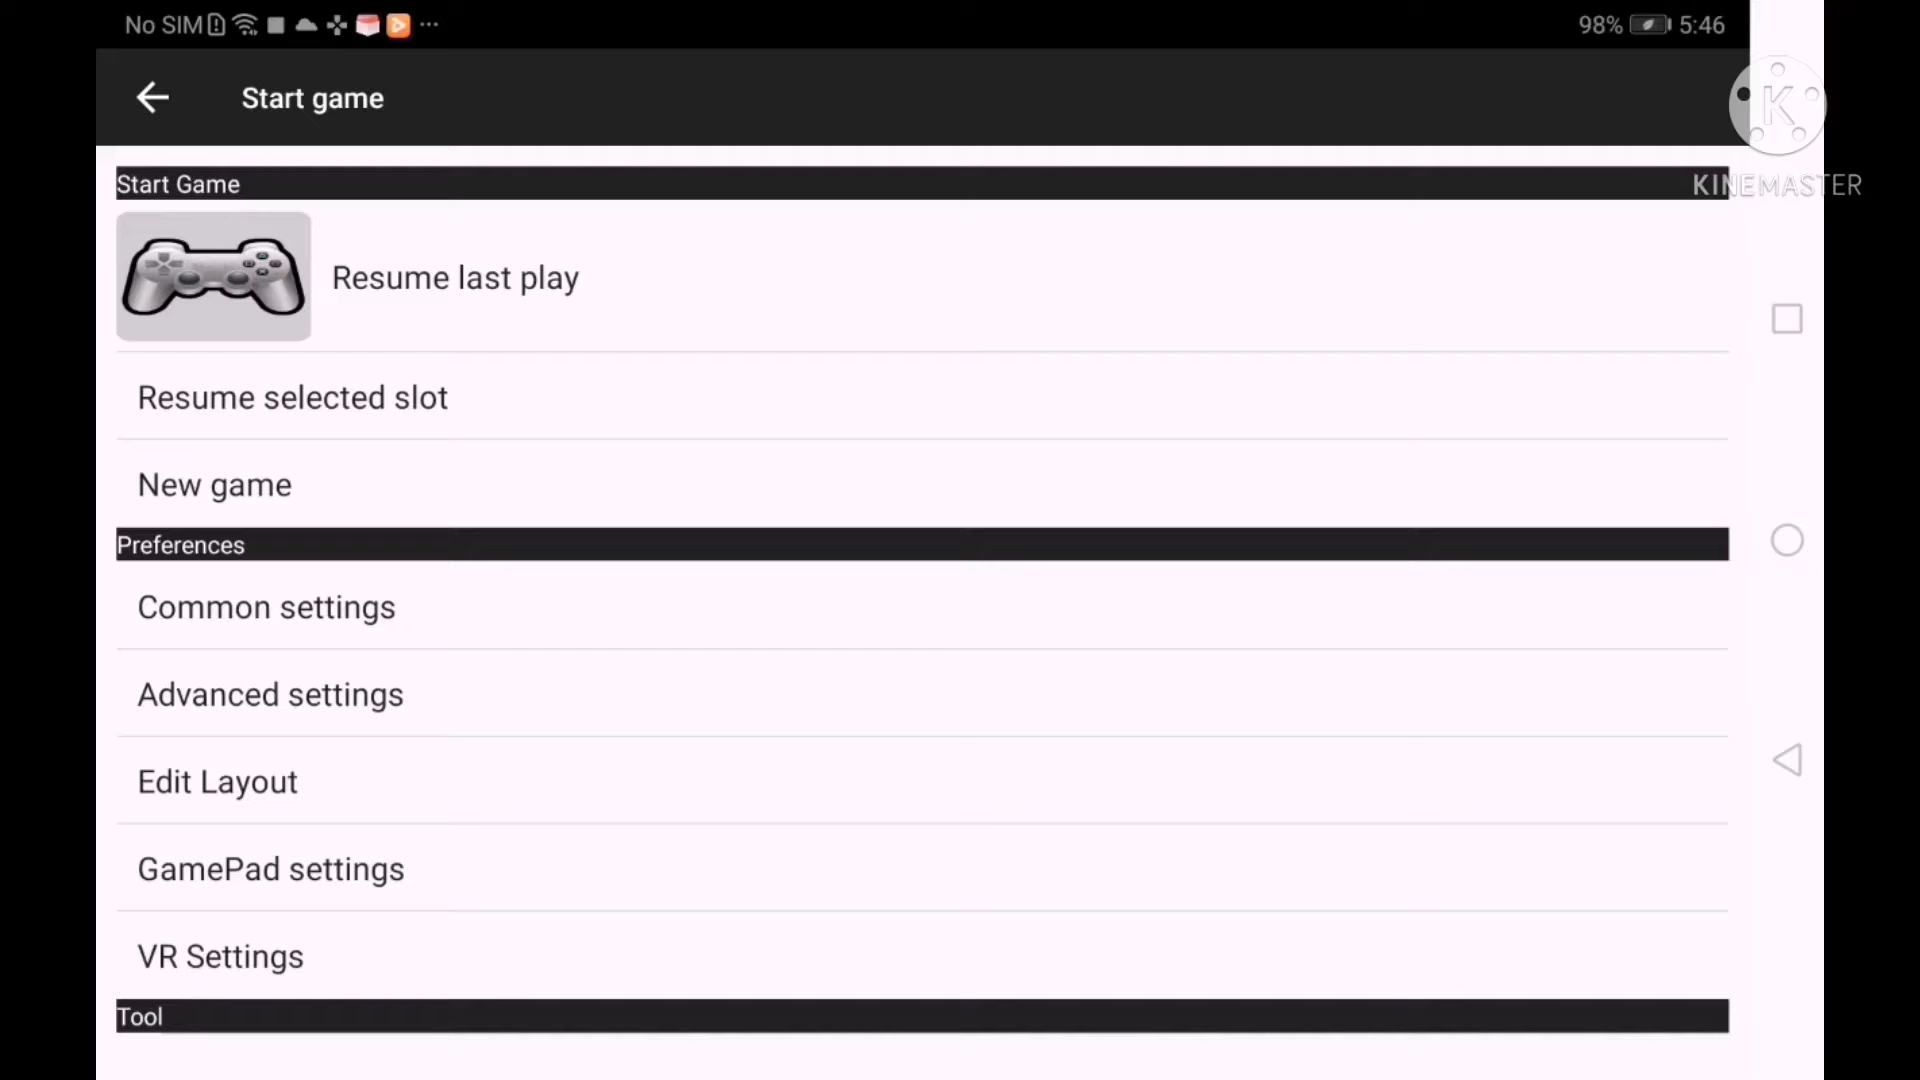 No SIM 98% 5:46
Start game
K
KINEMASTER
Start Game
Resume last play
Resume selected slot
New game
Preferences
Common settings
Advanced settings
Edit Layout
GamePad settings
VR Settings
Tool